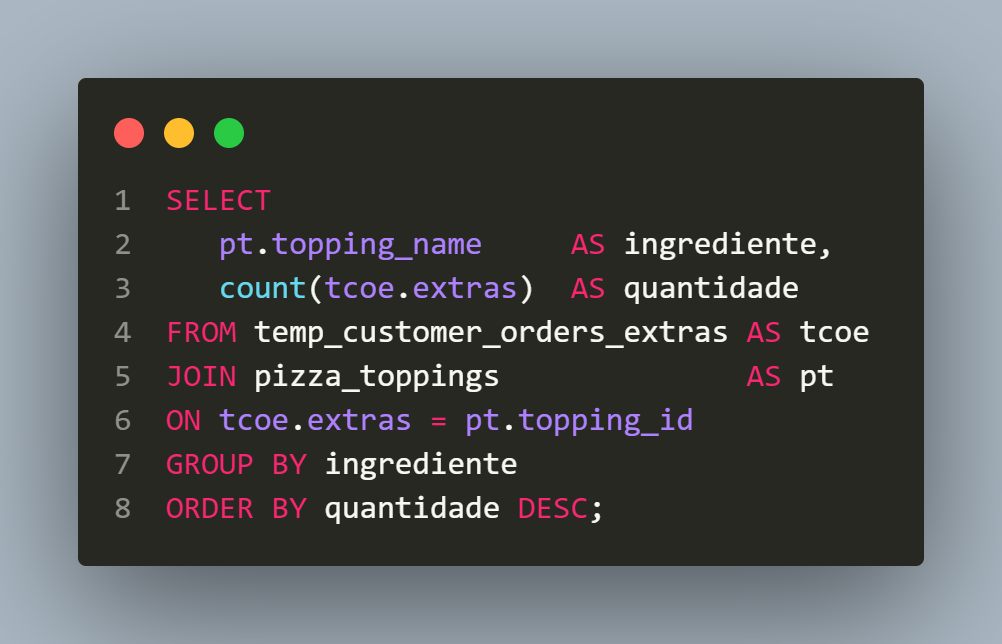 1 SELECT
2    pt.topping_name     AS ingrediente,
3    count(tcoe.extras)  AS quantidade
4 FROM temp_customer_orders_extras AS tcoe
5 JOIN pizza_toppings              AS pt
6 ON tcoe.extras = pt.topping_id
7 GROUP BY ingrediente
8 ORDER BY quantidade DESC;